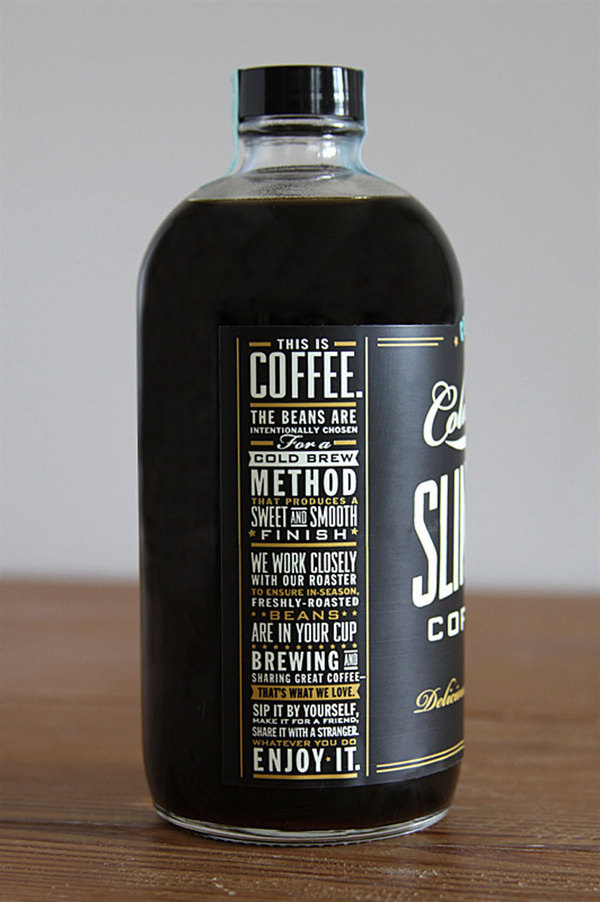 THIS IS
COFFEE.
THE BEANS ARE
INTENTIONALLY CHOSEN
For a
COLD BREW
METHOD
THAT PRODUCES A
SWEET AND SMOOTH
FINISH
WE WORK CLOSELY
WITH OUR ROASTER
TO ENSURE IN-SEASON,
FRESHLY-ROASTED
BEANS
ARE IN YOUR CUP
BREWING AND
SHARING GREAT COFFEE—
THAT'S WHAT WE LOVE.
SIP IT BY YOURSELF,
MAKE IT FOR A FRIEND,
SHARE IT WITH A STRANGER.
WHATEVER YOU DO
ENJOY · IT.